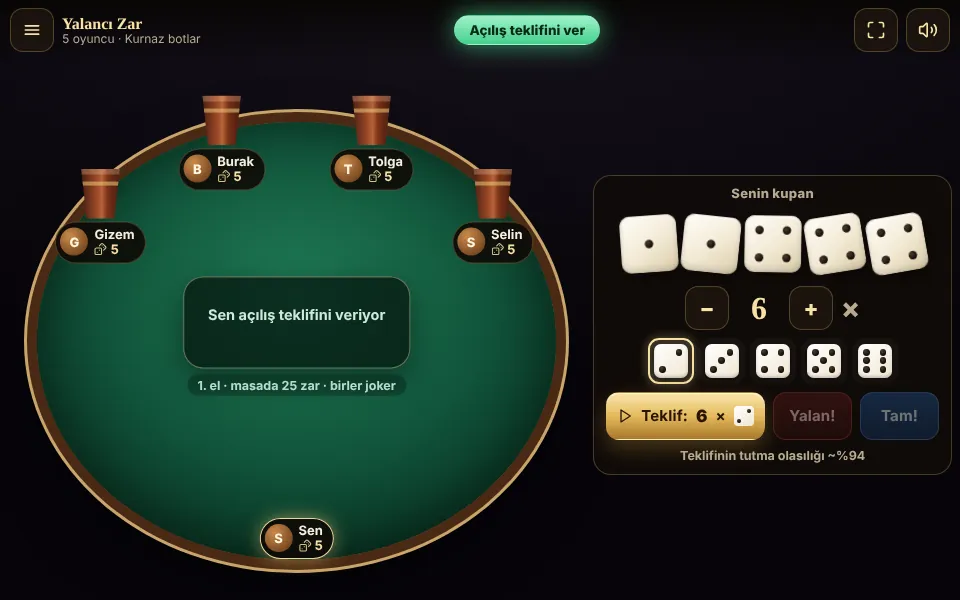 Yalancı Zar
5 oyuncu · Kurnaz botlar
Açılış teklifini ver
B
Burak
5
T
Tolga
5
G
Gizem
5
S
Selin
5
Sen açılış teklifini veriyor
1. el · masada 25 zar · birler joker
S
Sen
5
Senin kupan
− 6 + ×
Teklif: 6 ×
Yalan!
Tam!
Teklifinin tutma olasılığı ~%94